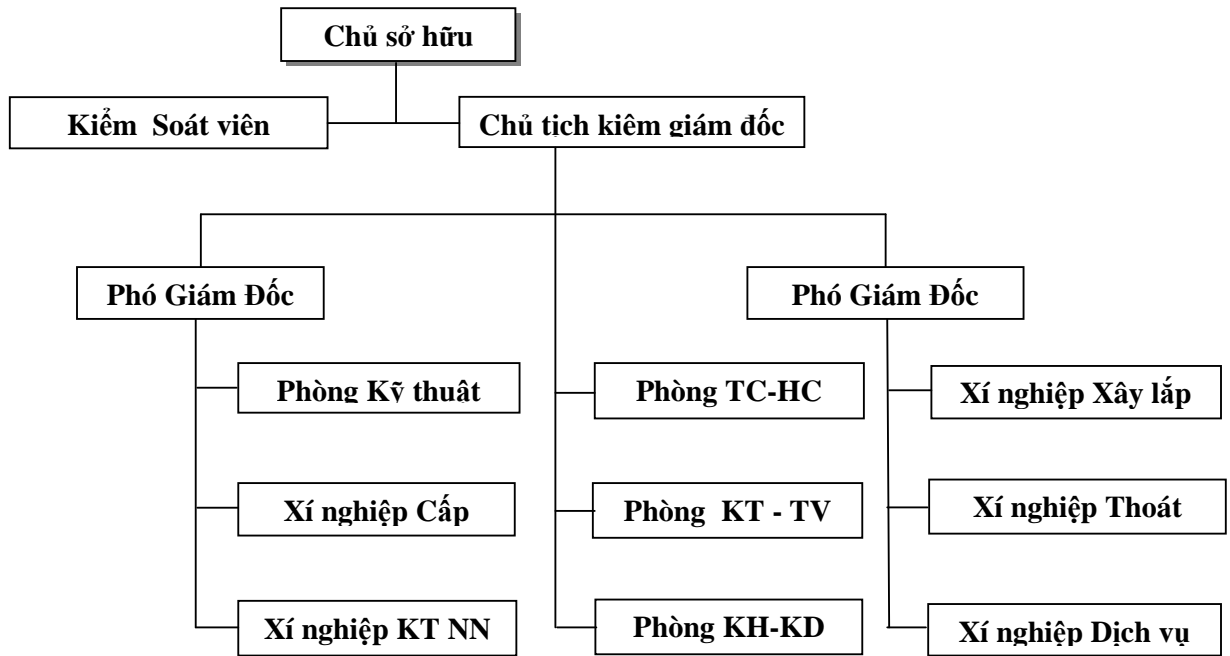 Chủ sở hữu
Kiểm Soát viên
Chủ tịch kiêm giám đốc
Phó Giám Đốc
Phó Giám Đốc
Phòng Kỹ thuật
Phòng TC-HC
Xí nghiệp Xây lắp
Xí nghiệp Cấp
Phòng KT - TV
Xí nghiệp Thoát
Xí nghiệp KT NN
Phòng KH-KD
Xí nghiệp Dịch vụ